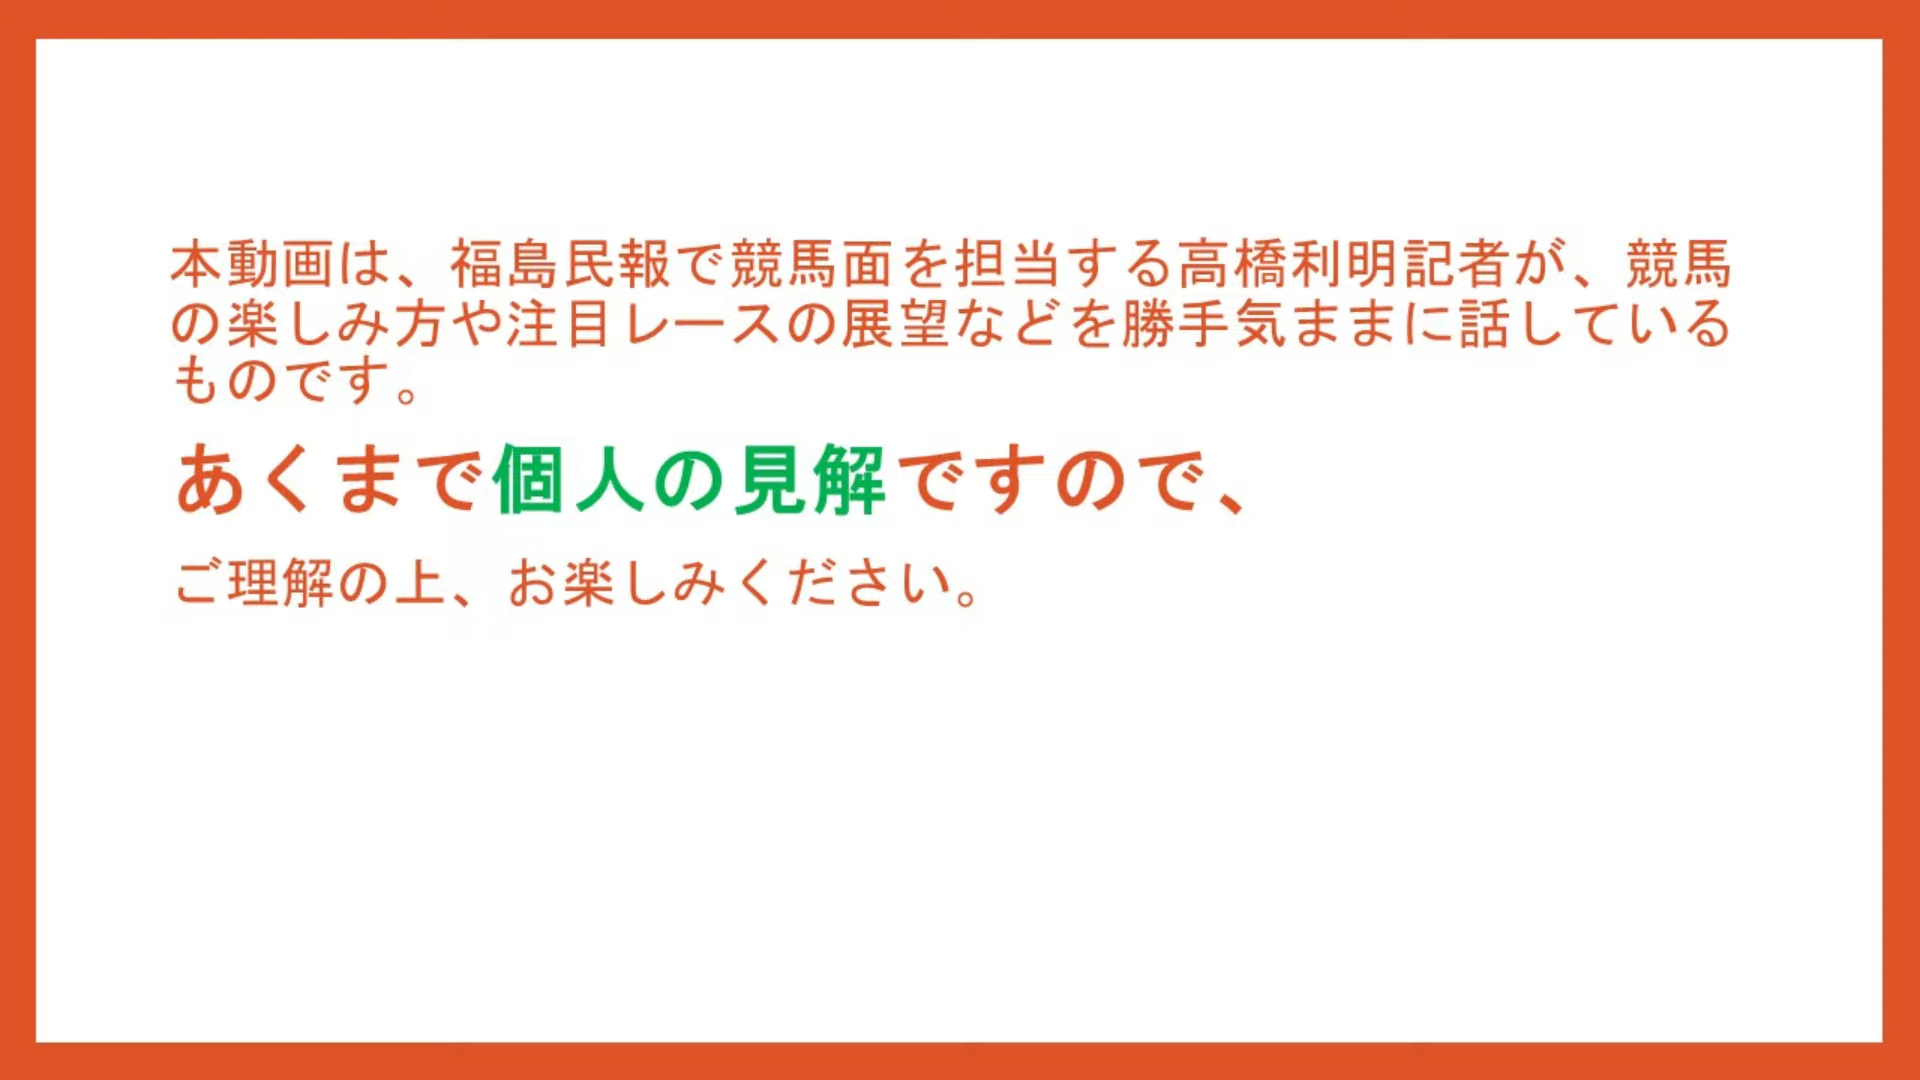 本動画は、福島民報で競馬面を担当する高橋利明記者が、競馬
の楽しみ方や注目レースの展望などを勝手気ままに話している
ものです。
あくまで個人の見解ですので、
ご理解の上、お楽しみください。